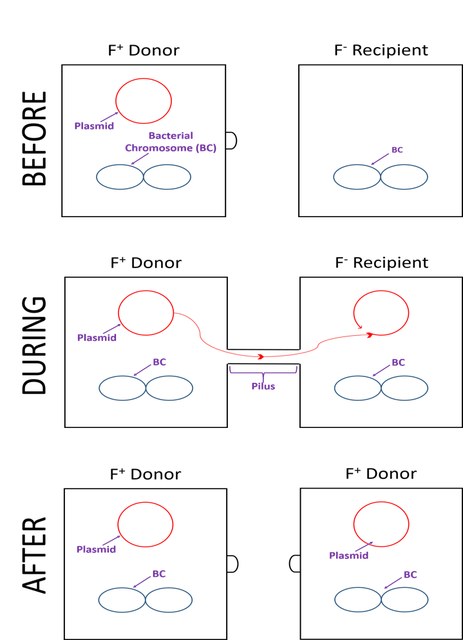 F+ Donor
F- Recipient
BEFORE
Plasmid
Bacterial
Chromosome (BC)
BC
F+ Donor
F- Recipient
DURING
Plasmid
BC
BC
Pilus
F+ Donor
F+ Donor
AFTER
Plasmid
Plasmid
BC
BC